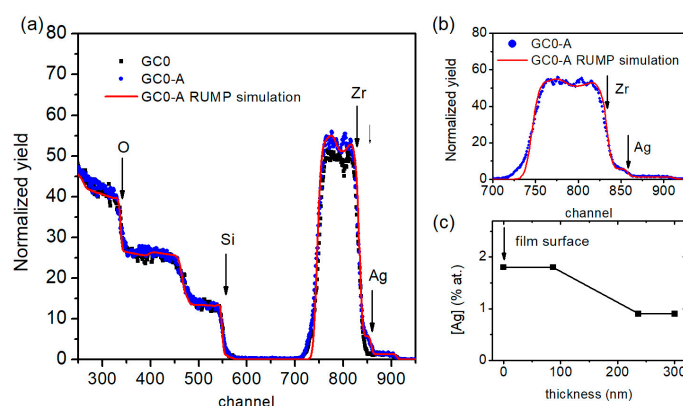 (a)
GC0
GC0-A
GC0-A RUMP simulation
O
Si
Zr
Ag
Normalized yield
80
70
60
50
40
30
20
10
0
300
400
500
600
700
800
900
channel
(b)
GC0-A
GC0-A RUMP simulation
Zr
Ag
Normalized yield
80
60
40
20
0
700
750
800
850
900
channel
(c)
film surface
[Ag] (% at.)
2
1
0
0
100
200
300
thickness (nm)